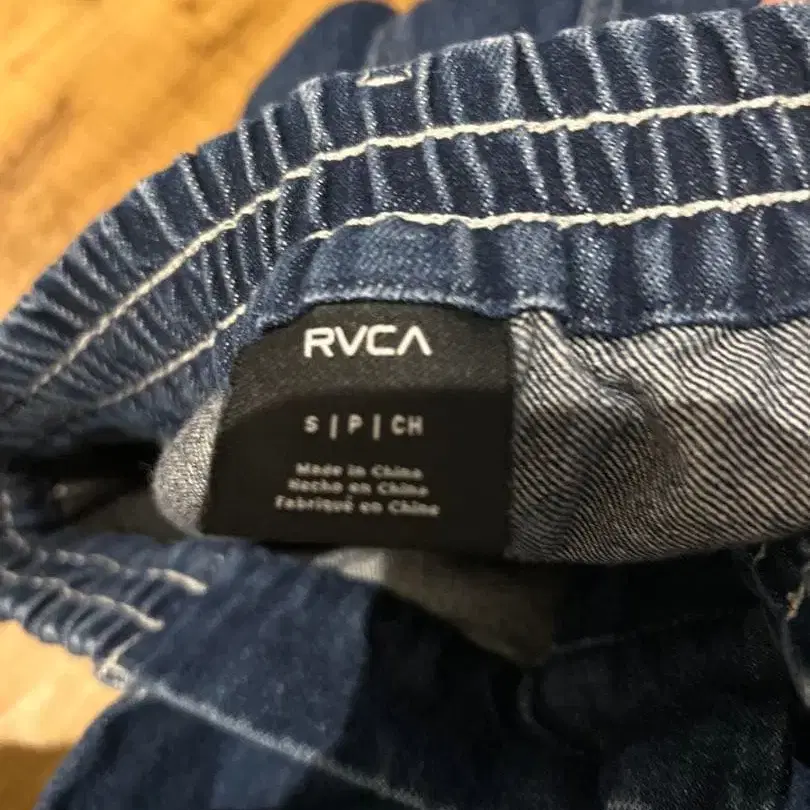 RVCA
S | P | CH
Made in China
Hecho en China
Fabriqué en Chine